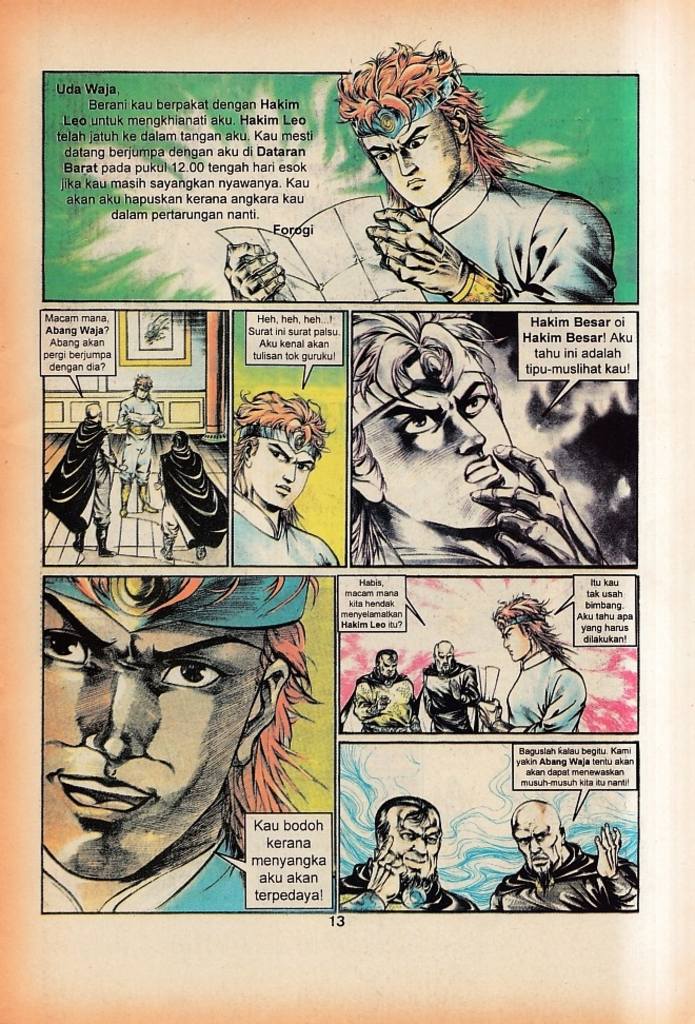 Uda Waja,
Berani kau berpakat dengan Hakim
Leo untuk mengkhianati aku. Hakim Leo
telah jatuh ke dalam tangan aku. Kau mesti
datang berjumpa dengan aku di Dataran
Barat pada pukul 12.00 tengah hari esok
jika kau masih sayangkan nyawanya. Kau
akan aku hapuskan kerana angkara kau
dalam pertarungan nanti.
Forogi
Macam mana,
Abang Waja?
Abang akan
pergi berjumpa
dengan dia?
Heh, heh, heh...!
Surat ini surat palsu.
Aku kenal akan
tulisan tok guruku!
Hakim Besar oi
Hakim Besar! Aku
tahu ini adalah
tipu-muslihat kau!
Kau bodoh
kerana
menyangka
aku akan
terpedaya!
Habis,
macam mana
kita hendak
menyelamatkan
Hakim Leo itu?
Itu kau
tak usah
bimbang.
Aku tahu apa
yang harus
dilakukan!
Baguslah kalau begitu. Kami
yakin Abang Waja tentu akan
akan dapat menewaskan
musuh-musuh kita itu nanti!
13